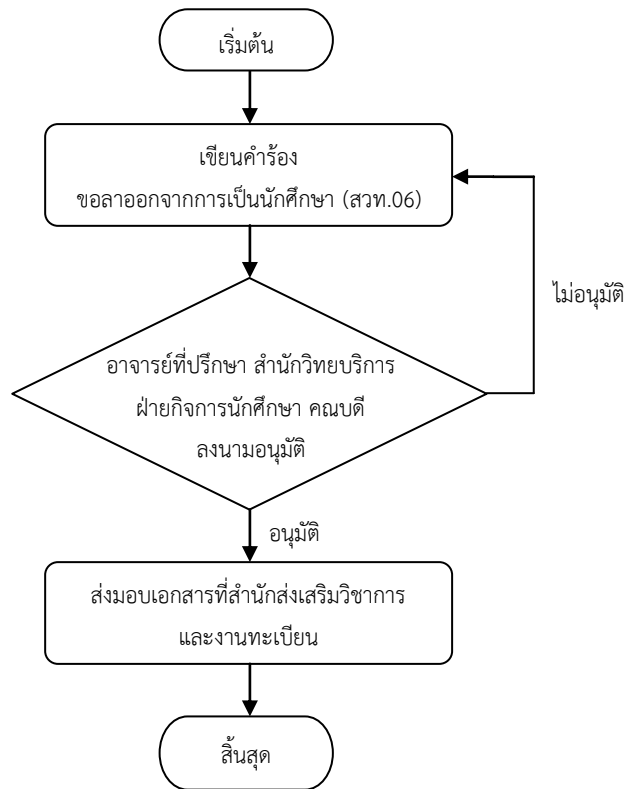 เริ่มต้น
เขียนคำร้อง
ขอลาออกจากการเป็นนักศึกษา (สวท.06)
ไม่อนุมัติ
อาจารย์ที่ปรึกษา สำนักวิทยบริการ
ฝ่ายกิจการนักศึกษา คณบดี
ลงนามอนุมัติ
อนุมัติ
ส่งมอบเอกสารที่สำนักส่งเสริมวิชาการ
และงานทะเบียน
สิ้นสุด